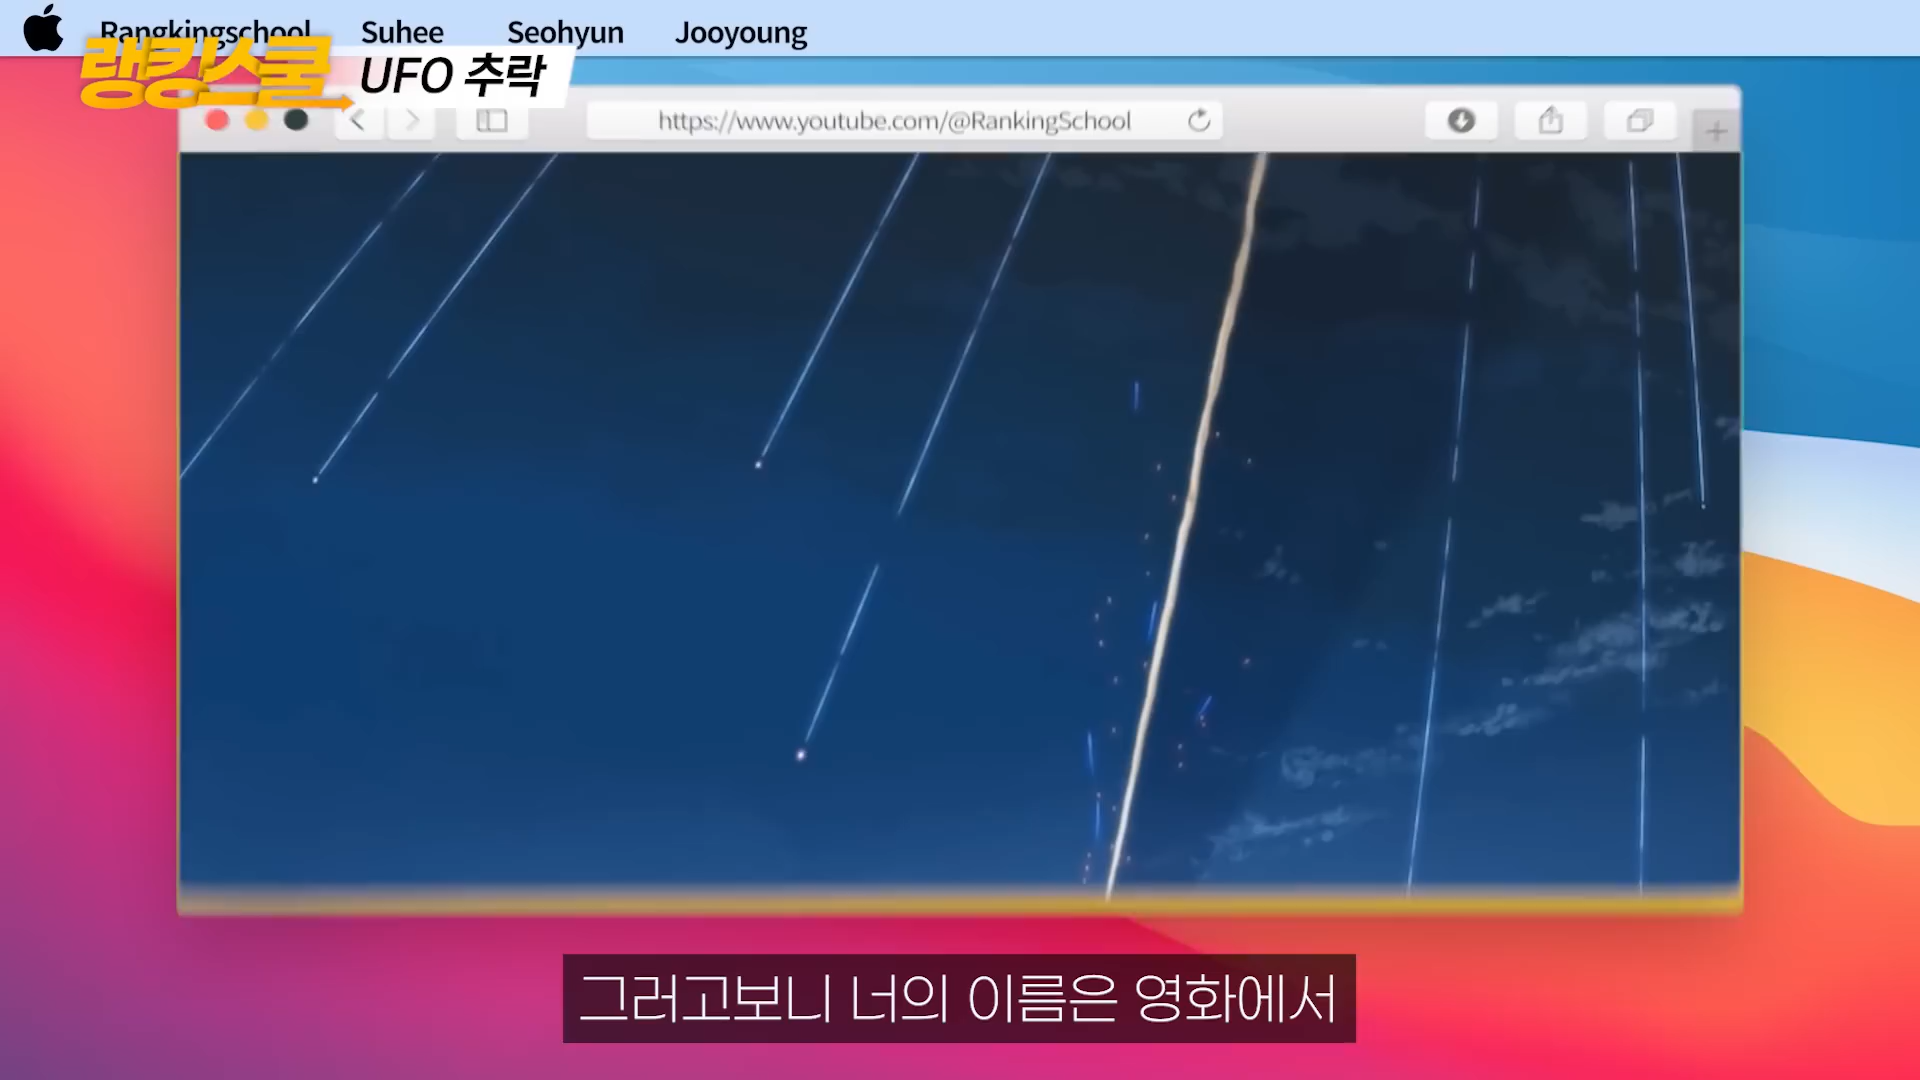 Rangkingschool Suhee Seohyun Jooyoung
랭킹스쿨
UFO 추락
https://www.youtube.com/@RankingSchool
그러고보니 너의 이름은 영화에서